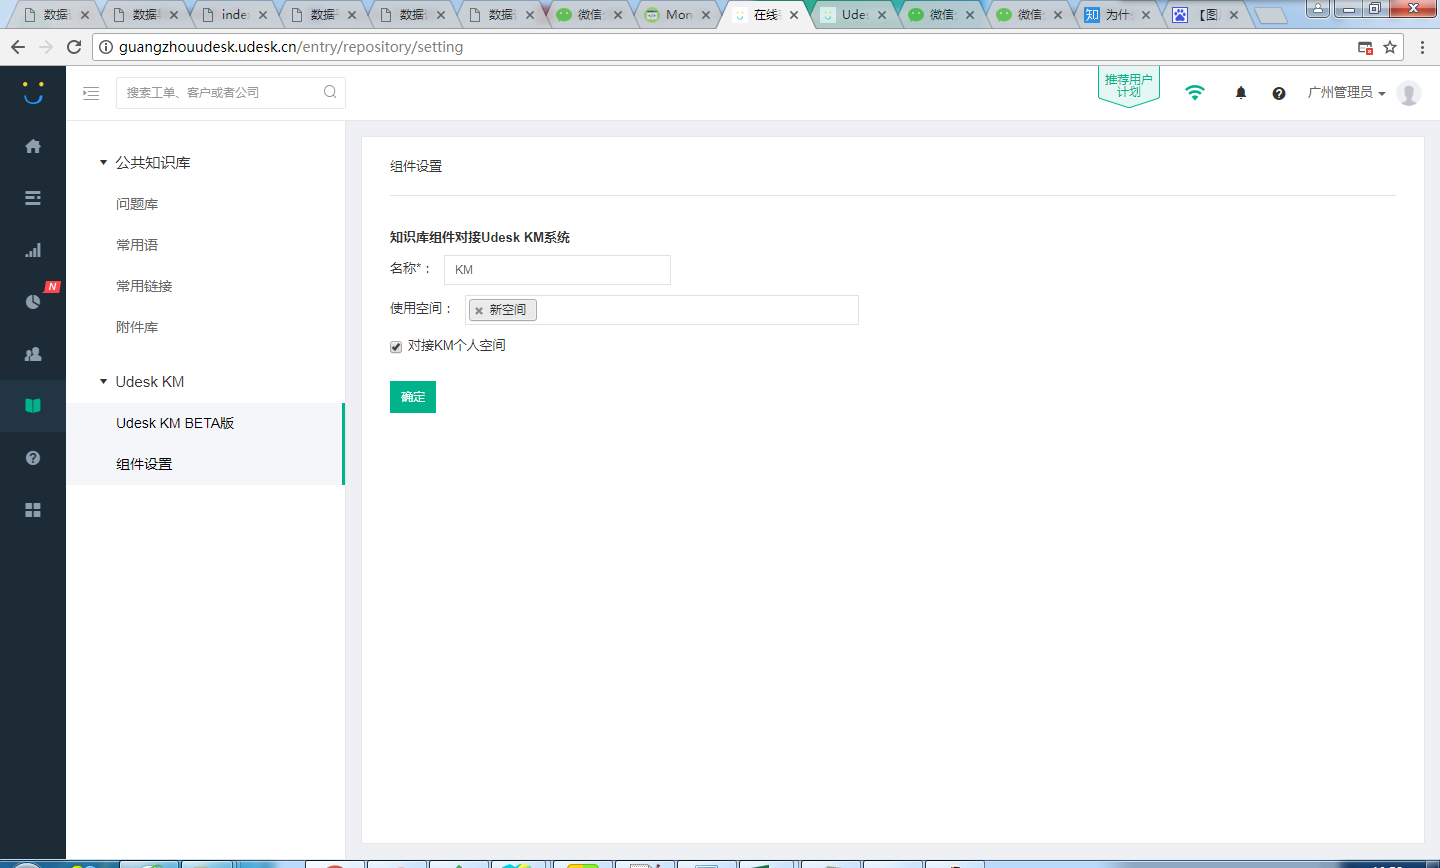 数据
数据
inde
数据
数据
数据
微信
Mon
在线
Ude
微信
微信
知
为什
【图
guangzhouudesk.udesk.cn/entry/repository/setting
搜索工单、客户或者公司
推荐用户
计划
广州管理员
N
公共知识库
问题库
常用语
常用链接
附件库
Udesk KM
Udesk KM BETA版
组件设置
组件设置
知识库组件对接Udesk KM系统
名称*： KM
使用空间： 新空间
对接KM个人空间
确定